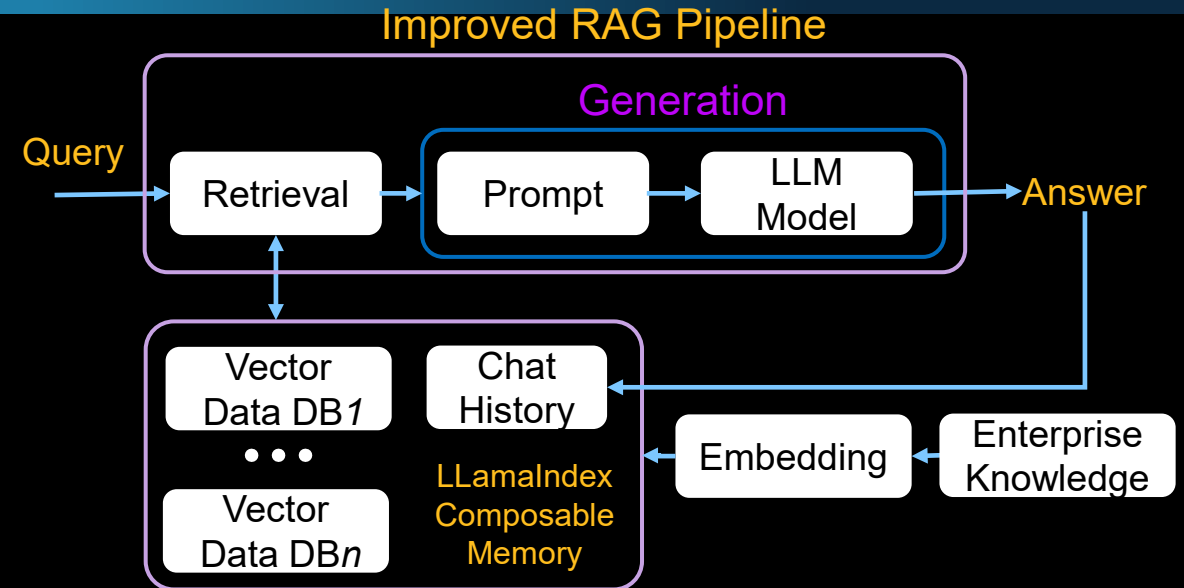 Improved RAG Pipeline
Generation
Query
Retrieval
Prompt
LLM
Model
Answer
Vector
Data DB1
Chat
History
Vector
Data DBn
LLamaIndex
Composable
Memory
Embedding
Enterprise
Knowledge